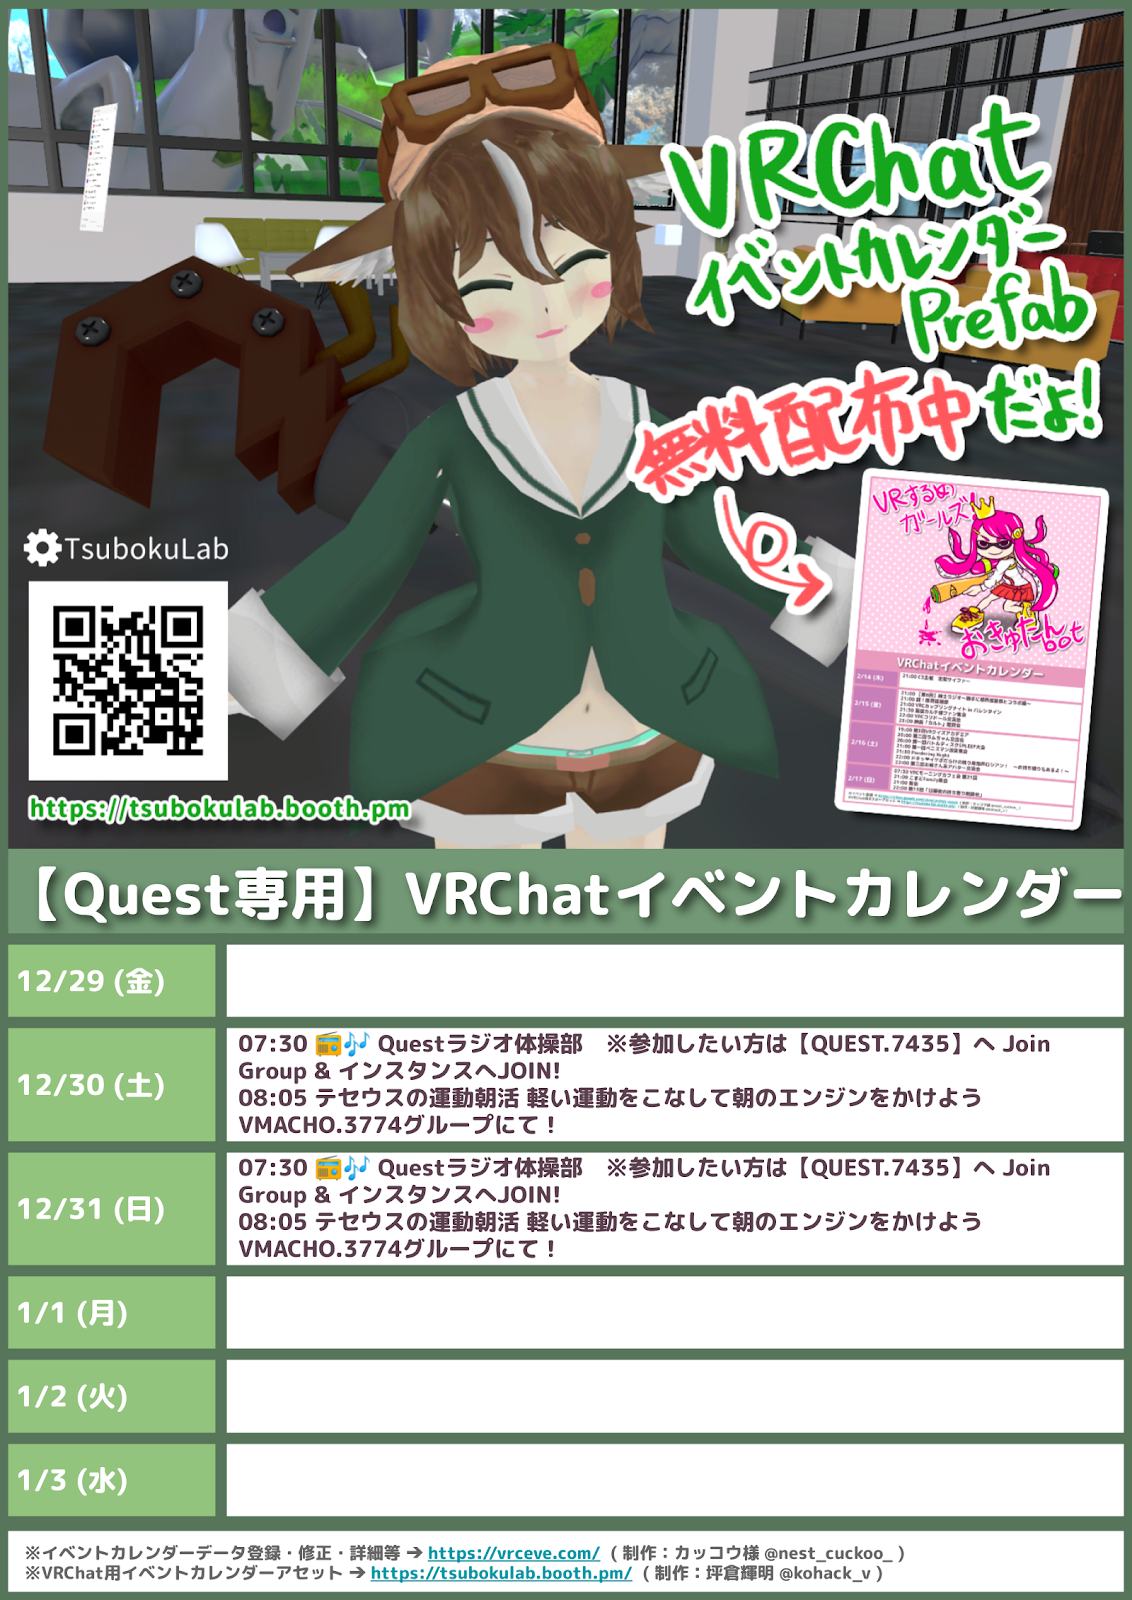 VRChat
イベントカレンダー
Prefab
無料配布中だよ！
VRするめ
ガールズ
おきゅたん
bot
VRChatイベントカレンダー
2/14 (木)
2/15 (金)
2/16 (土)
2/17 (日)
TsubokuLab
https://tsubokulab.booth.pm
【Quest専用】VRChatイベントカレンダー
12/29 (金)
12/30 (土)
07:30 📻🎶 Questラジオ体操部　※参加したい方は【QUEST.7435】へ Join
Group & インスタンスへJOIN!
08:05 テセウスの運動朝活 軽い運動をこなして朝のエンジンをかけよう
VMACHO.3774グループにて！
12/31 (日)
07:30 📻🎶 Questラジオ体操部　※参加したい方は【QUEST.7435】へ Join
Group & インスタンスへJOIN!
08:05 テセウスの運動朝活 軽い運動をこなして朝のエンジンをかけよう
VMACHO.3774グループにて！
1/1 (月)
1/2 (火)
1/3 (水)
※イベントカレンダーデータ登録・修正・詳細等 → https://vrceve.com/ （ 制作：カッコウ様 @nest_cuckoo_ ）
※VRChat用イベントカレンダーアセット → https://tsubokulab.booth.pm/ （ 制作：坪倉輝明 @kohack_v ）